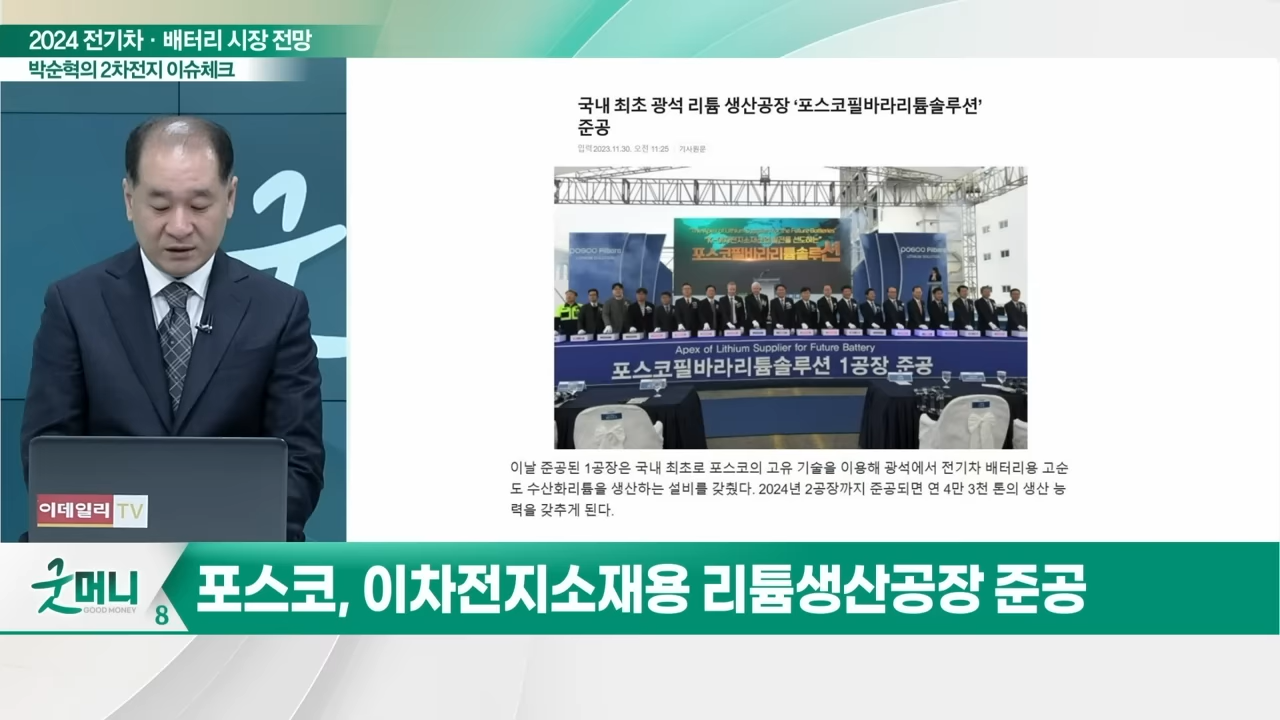 2024 전기차 · 배터리 시장 전망
박순혁의 2차전지 이슈체크
국내 최초 광석 리튬 생산공장 ‘포스코필바라리튬솔루션’
준공
입력 2023.11.30. 오전 11:25 기사원문
포스코필바라리튬솔루션
Apex of Lithium Supplier for Future Battery
포스코필바라리튬솔루션 1공장 준공
이날 준공된 1공장은 국내 최초로 포스코의 고유 기술을 이용해 광석에서 전기차 배터리용 고순
도 수산화리튬을 생산하는 설비를 갖췄다. 2024년 2공장까지 준공되면 연 4만 3천 톤의 생산 능
력을 갖추게 된다.
이데일리 TV
굿머니
GOOD MONEY
8
포스코, 이차전지소재용 리튬생산공장 준공